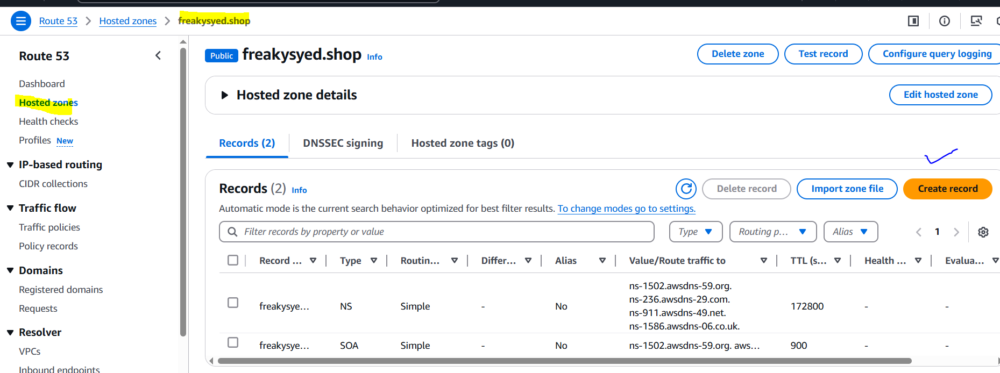 Route 53 > Hosted zones > freakysyed.shop
Route 53
Dashboard
Hosted zones
Health checks
Profiles New
IP-based routing
CIDR collections
Traffic flow
Traffic policies
Policy records
Domains
Registered domains
Requests
Resolver
VPCs
Inbound endpoints
Public freakysyed.shop Info
Delete zone Test record Configure query logging
Hosted zone details
Edit hosted zone
Records (2) DNSSEC signing Hosted zone tags (0)
Records (2) Info
Delete record Import zone file Create record
Automatic mode is the current search behavior optimized for best filter results. To change modes go to settings.
Filter records by property or value Type Routing p... Alias 1
Record ... Type Routin... Differ... Alias Value/Route traffic to TTL (s... Health ... Evalua...
ns-1502.awsdns-59.org.
ns-236.awsdns-29.com.
freakysye... NS Simple - No 172800 - -
ns-911.awsdns-49.net.
ns-1586.awsdns-06.co.uk.
freakysye... SOA Simple - No ns-1502.awsdns-59.org. aws... 900 - -